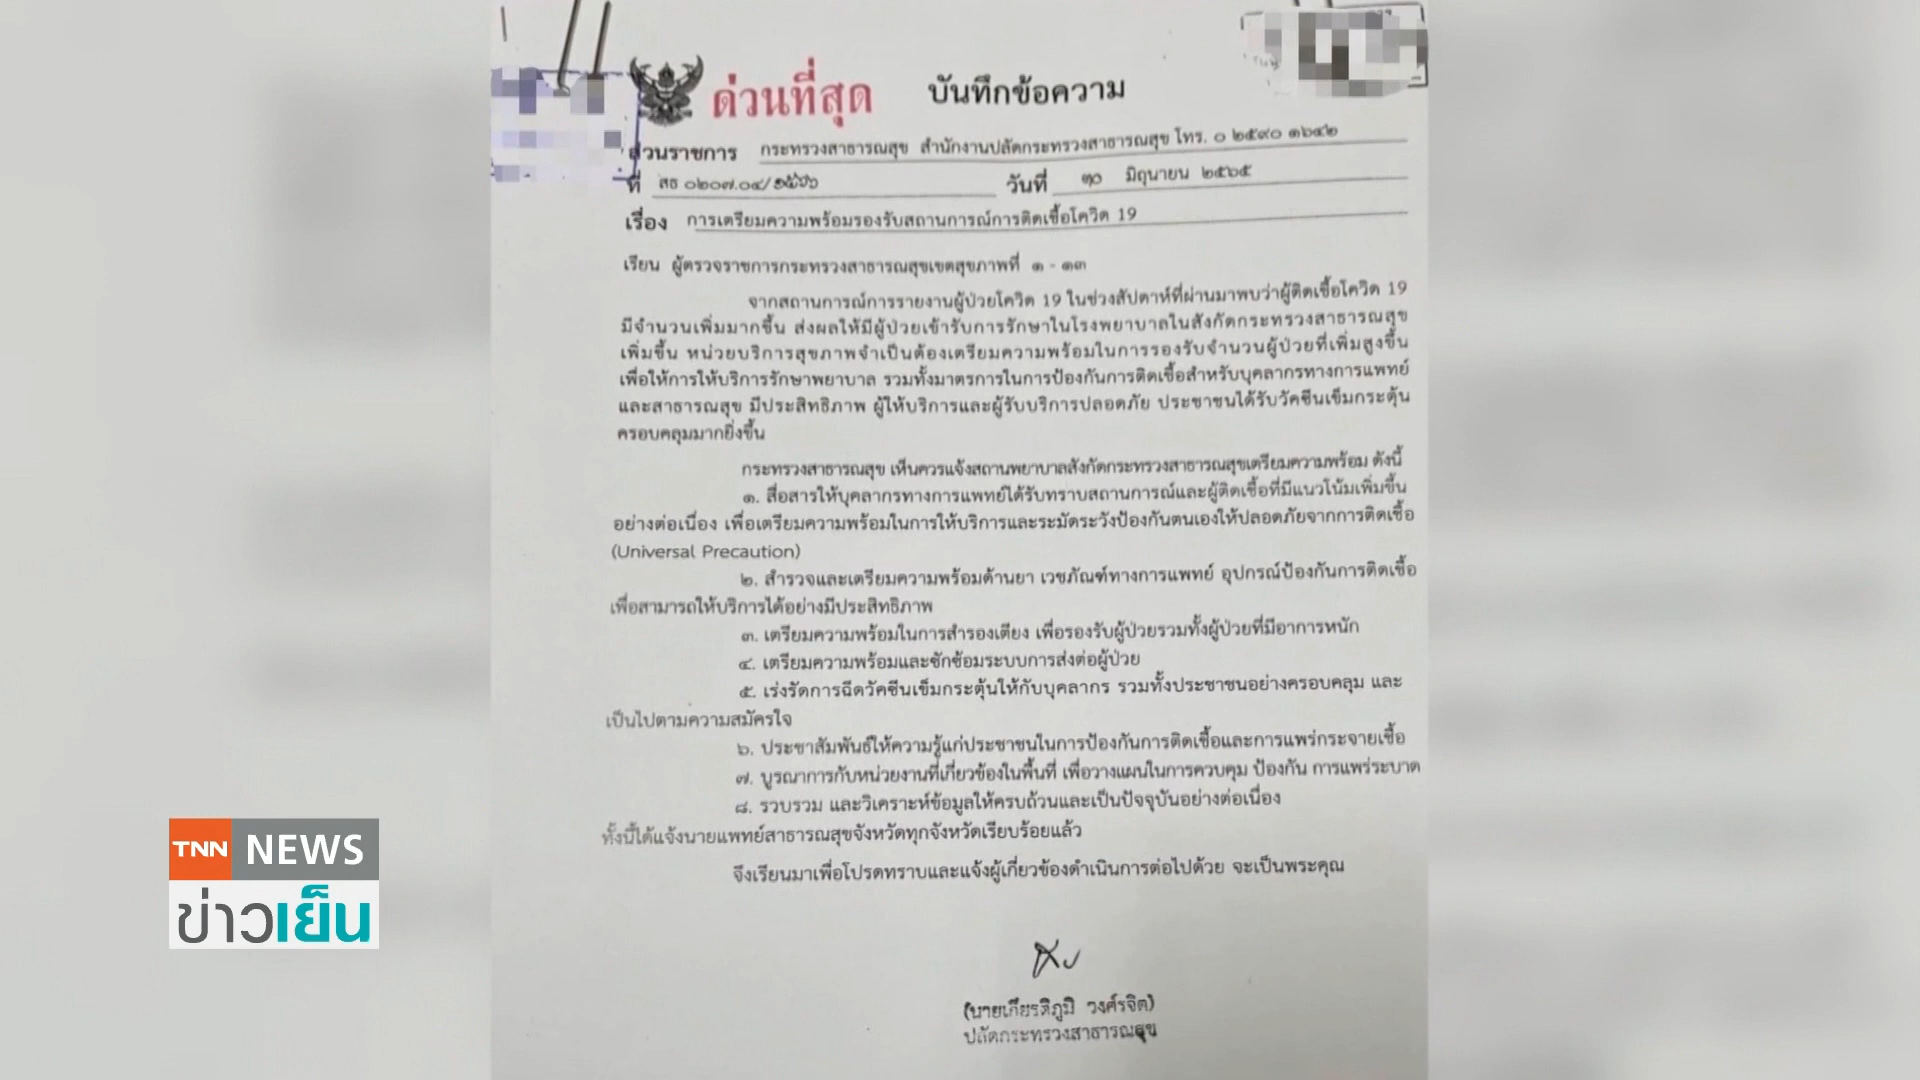 ด่วนที่สุด
บันทึกข้อความ
ส่วนราชการ กระทรวงสาธารณสุข สำนักงานปลัดกระทรวงสาธารณสุข โทร. ๐ ๒๕๙๐ ๑๖๔๒
ที่ สธ ๐๒๐๗.๐๔/ วันที่ ๓๐ มิถุนายน ๒๕๖๕
เรื่อง การเตรียมความพร้อมรองรับสถานการณ์การติดเชื้อโควิด 19
เรียน ผู้ตรวจราชการกระทรวงสาธารณสุขเขตสุขภาพที่ ๑ - ๑๓
จากสถานการณ์การรายงานผู้ป่วยโควิด 19 ในช่วงสัปดาห์ที่ผ่านมาพบว่าผู้ติดเชื้อโควิด 19
มีจำนวนเพิ่มมากขึ้น ส่งผลให้มีผู้ป่วยเข้ารับการรักษาในโรงพยาบาลในสังกัดกระทรวงสาธารณสุข
เพิ่มขึ้น หน่วยบริการสุขภาพจำเป็นต้องเตรียมความพร้อมในการรองรับจำนวนผู้ป่วยที่เพิ่มสูงขึ้น
เพื่อให้การให้บริการรักษาพยาบาล รวมทั้งมาตรการในการป้องกันการติดเชื้อสำหรับบุคลากรทางการแพทย์
และสาธารณสุข มีประสิทธิภาพ ผู้ให้บริการและผู้รับบริการปลอดภัย ประชาชนได้รับวัคซีนเข็มกระตุ้น
ครอบคลุมมากยิ่งขึ้น
กระทรวงสาธารณสุข เห็นควรแจ้งสถานพยาบาลสังกัดกระทรวงสาธารณสุขเตรียมความพร้อม ดังนี้
๑. สื่อสารให้บุคลากรทางการแพทย์ได้รับทราบสถานการณ์และผู้ติดเชื้อที่มีแนวโน้มเพิ่มขึ้น
อย่างต่อเนื่อง เพื่อเตรียมความพร้อมในการให้บริการและระมัดระวังป้องกันตนเองให้ปลอดภัยจากการติดเชื้อ
(Universal Precaution)
๒. สำรวจและเตรียมความพร้อมด้านยา เวชภัณฑ์ทางการแพทย์ อุปกรณ์ป้องกันการติดเชื้อ
เพื่อสามารถให้บริการได้อย่างมีประสิทธิภาพ
๓. เตรียมความพร้อมในการสำรองเตียง เพื่อรองรับผู้ป่วยรวมทั้งผู้ป่วยที่มีอาการหนัก
๔. เตรียมความพร้อมและซักซ้อมระบบการส่งต่อผู้ป่วย
๕. เร่งรัดการฉีดวัคซีนเข็มกระตุ้นให้กับบุคลากร รวมทั้งประชาชนอย่างครอบคลุม และ
เป็นไปตามความสมัครใจ
๖. ประชาสัมพันธ์ให้ความรู้แก่ประชาชนในการป้องกันการติดเชื้อและการแพร่กระจายเชื้อ
๗. บูรณาการกับหน่วยงานที่เกี่ยวข้องในพื้นที่ เพื่อวางแผนในการควบคุม ป้องกัน การแพร่ระบาด
๘. รวบรวม และวิเคราะห์ข้อมูลให้ครบถ้วนและเป็นปัจจุบันอย่างต่อเนื่อง
ทั้งนี้ได้แจ้งนายแพทย์สาธารณสุขจังหวัดทุกจังหวัดเรียบร้อยแล้ว
จึงเรียนมาเพื่อโปรดทราบและแจ้งผู้เกี่ยวข้องดำเนินการต่อไปด้วย จะเป็นพระคุณ
(นายเกียรติภูมิ วงศ์รจิต)
ปลัดกระทรวงสาธารณสุข
TNN NEWS
ข่าวเย็น